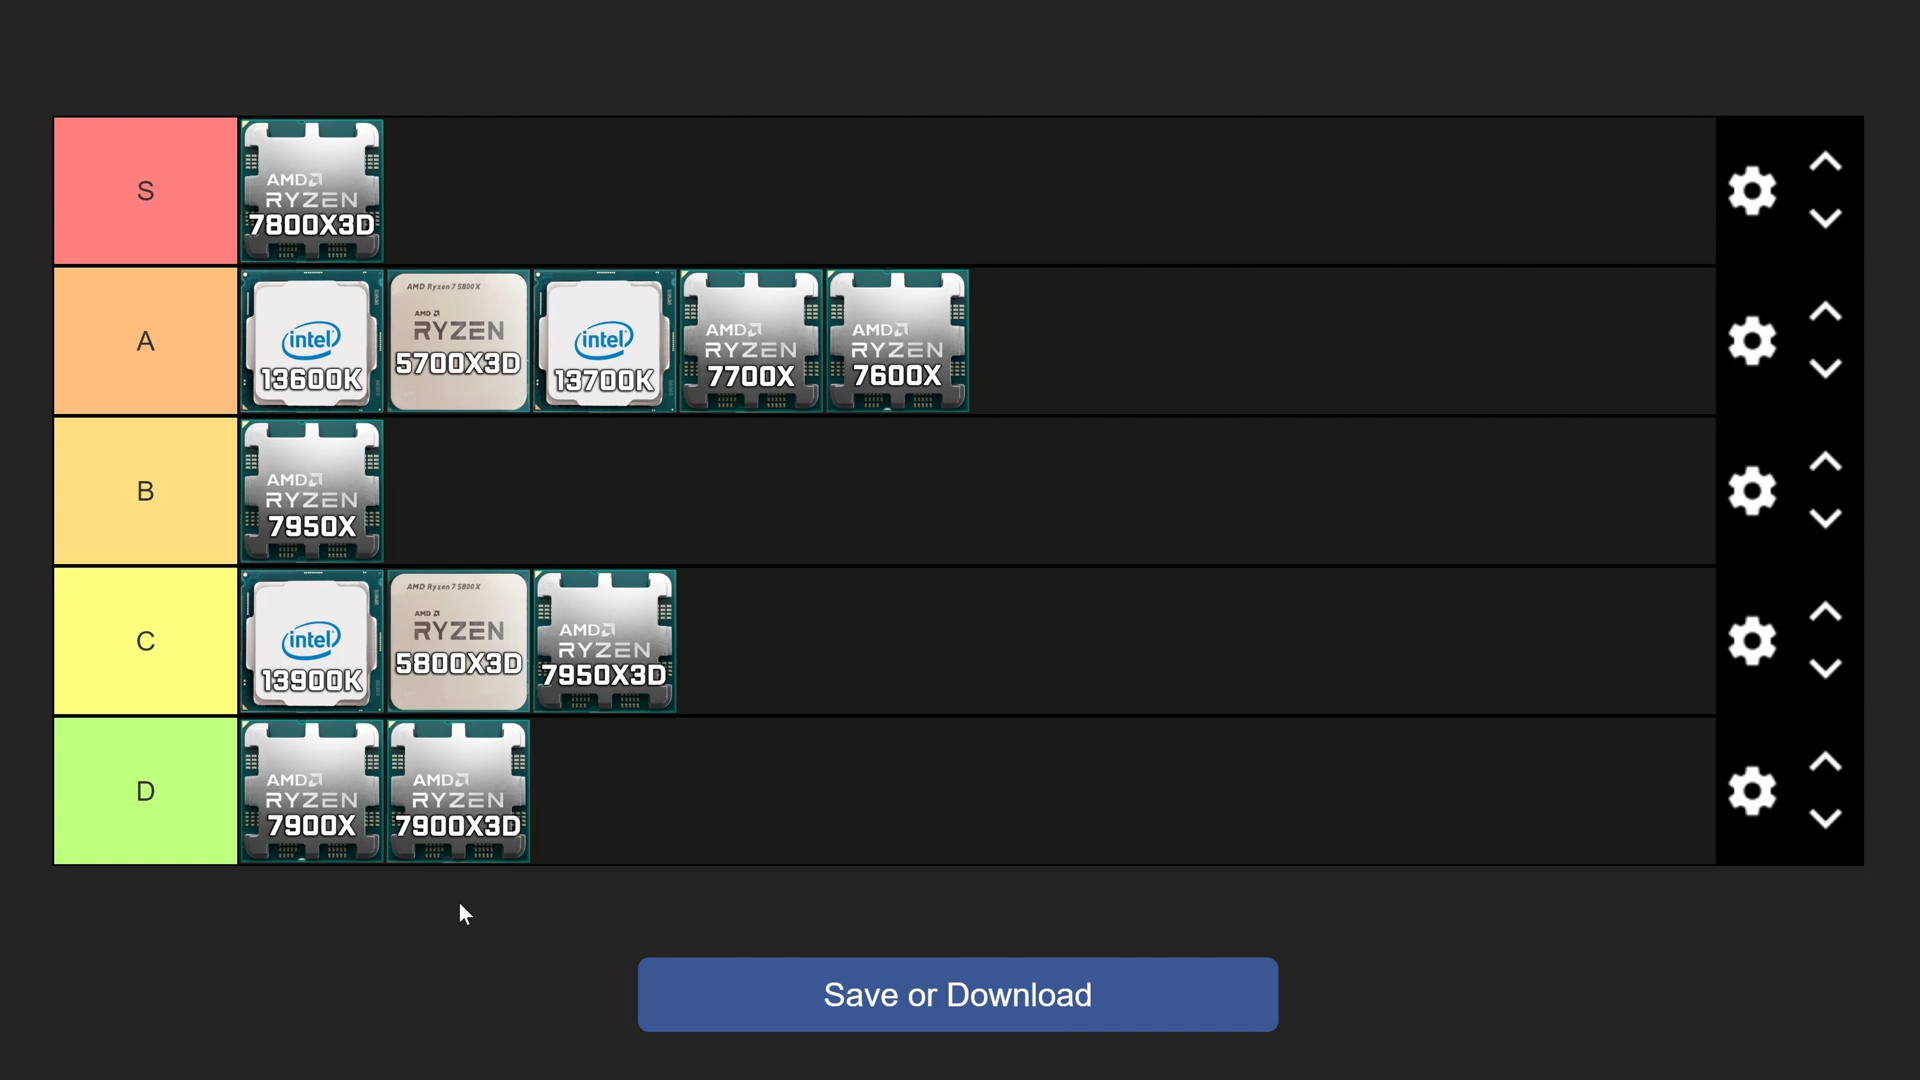 S
AMD
RYZEN
7800X3D
A
intel
13600K
AMD Ryzen 7 5800X
AMD
RYZEN
5700X3D
intel
13700K
AMD
RYZEN
7700X
AMD
RYZEN
7600X
B
AMD
RYZEN
7950X
C
intel
13900K
AMD Ryzen 7 5800X
AMD
RYZEN
5800X3D
AMD
RYZEN
7950X3D
D
AMD
RYZEN
7900X
AMD
RYZEN
7900X3D
Save or Download